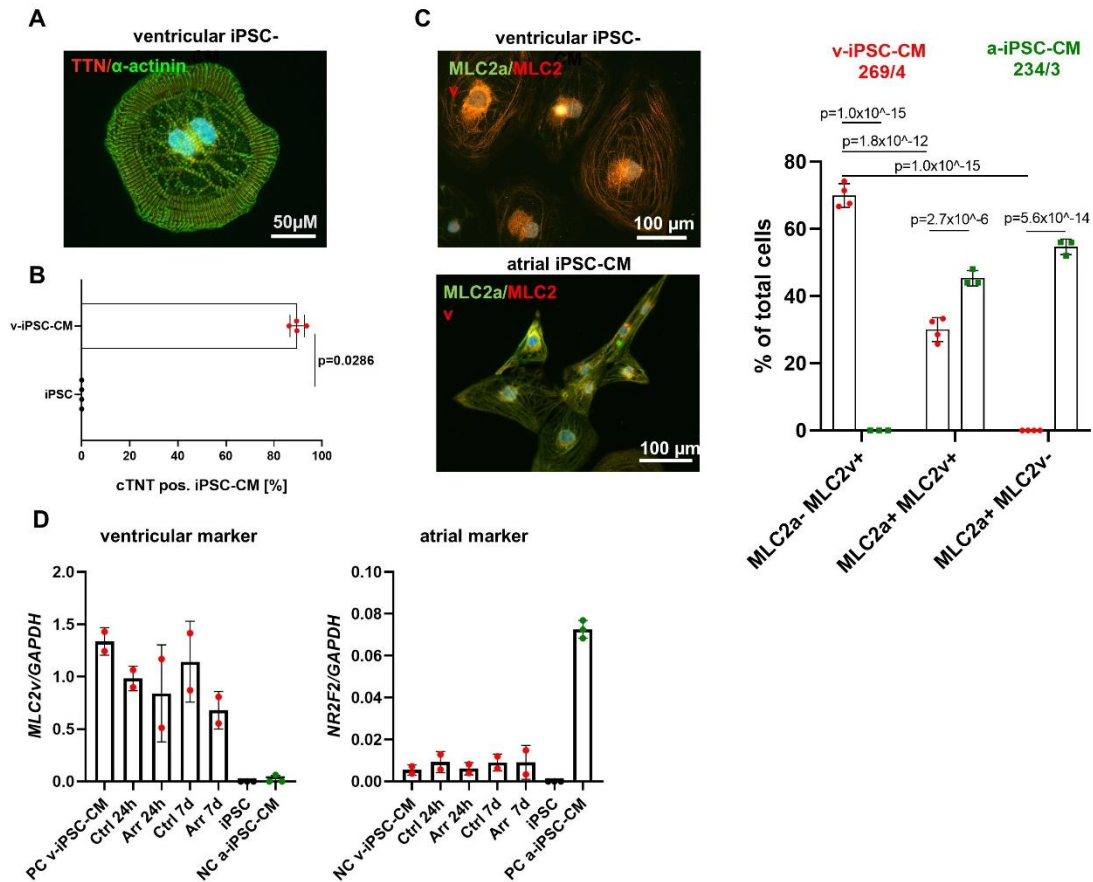 A
ventricular iPSC-
TTN/α-actinin
50µM
B
v-iPSC-CM
iPSC
p=0.0286
0 20 40 60 80 100
cTNT pos. iPSC-CM [%]
C
ventricular iPSC-
CM
MLC2a/MLC2
v
100 µm
atrial iPSC-CM
MLC2a/MLC2
v
100 µm
v-iPSC-CM a-iPSC-CM
269/4 234/3
p=1.0x10^-15
p=1.8x10^-12
p=1.0x10^-15
p=2.7x10^-6 p=5.6x10^-14
% of total cells
80
60
40
20
0
MLC2a- MLC2v+
MLC2a+ MLC2v+
MLC2a+ MLC2v-
D
ventricular marker
MLC2v/GAPDH
2.0
1.5
1.0
0.5
0.0
PC v-iPSC-CM
Ctrl 24h
Arr 24h
Ctrl 7d
Arr 7d
iPSC
NC a-iPSC-CM
atrial marker
NR2F2/GAPDH
0.10
0.08
0.06
0.04
0.02
0.00
NC v-iPSC-CM
Ctrl 24h
Arr 24h
Ctrl 7d
Arr 7d
iPSC
PC a-iPSC-CM